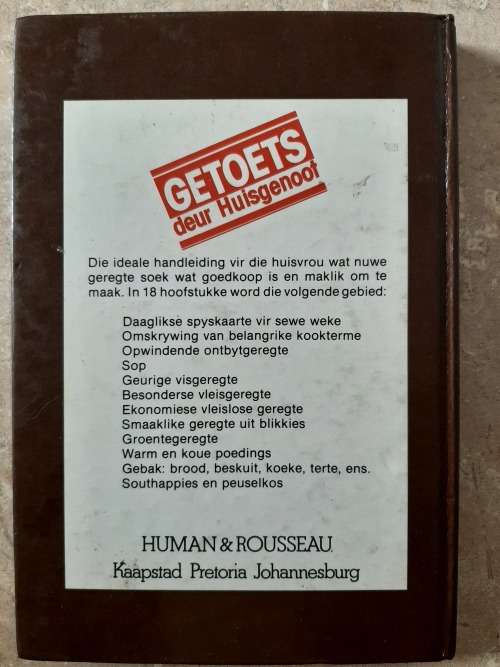 GETOETS
deur Huisgenoot
Die ideale handleiding vir die huisvrou wat nuwe
geregte soek wat goedkoop is en maklik om te
maak. In 18 hoofstukke word die volgende gebied:
Daaglikse spyskaarte vir sewe weke
Omskrywing van belangrike kookterme
Opwindende ontbytgeregte
Sop
Geurige visgeregte
Besonderse vleisgeregte
Ekonomiese vleislose geregte
Smaaklike geregte uit blikkies
Groentegeregte
Warm en koue poedings
Gebak: brood, beskuit, koeke, terte, ens.
Southappies en peuselkos
HUMAN & ROUSSEAU
Kaapstad Pretoria Johannesburg